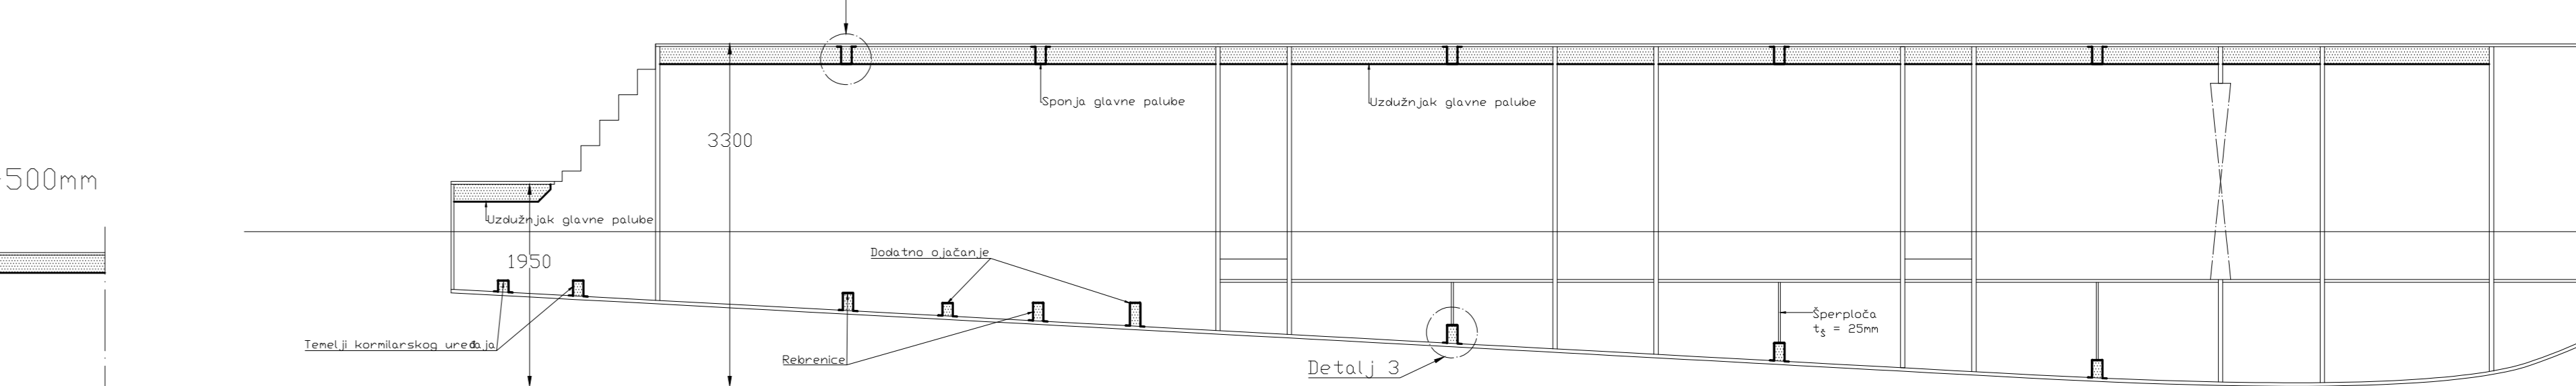 Sponja glavne palube
Uzdužnjak glavne palube
3300
500mm
Uzdužnjak glavne palube
1950
Dodatno ojačanje
Šperploča
tš = 25mm
Temelji kormilarskog uređaja
Rebrenice
Detalj 3